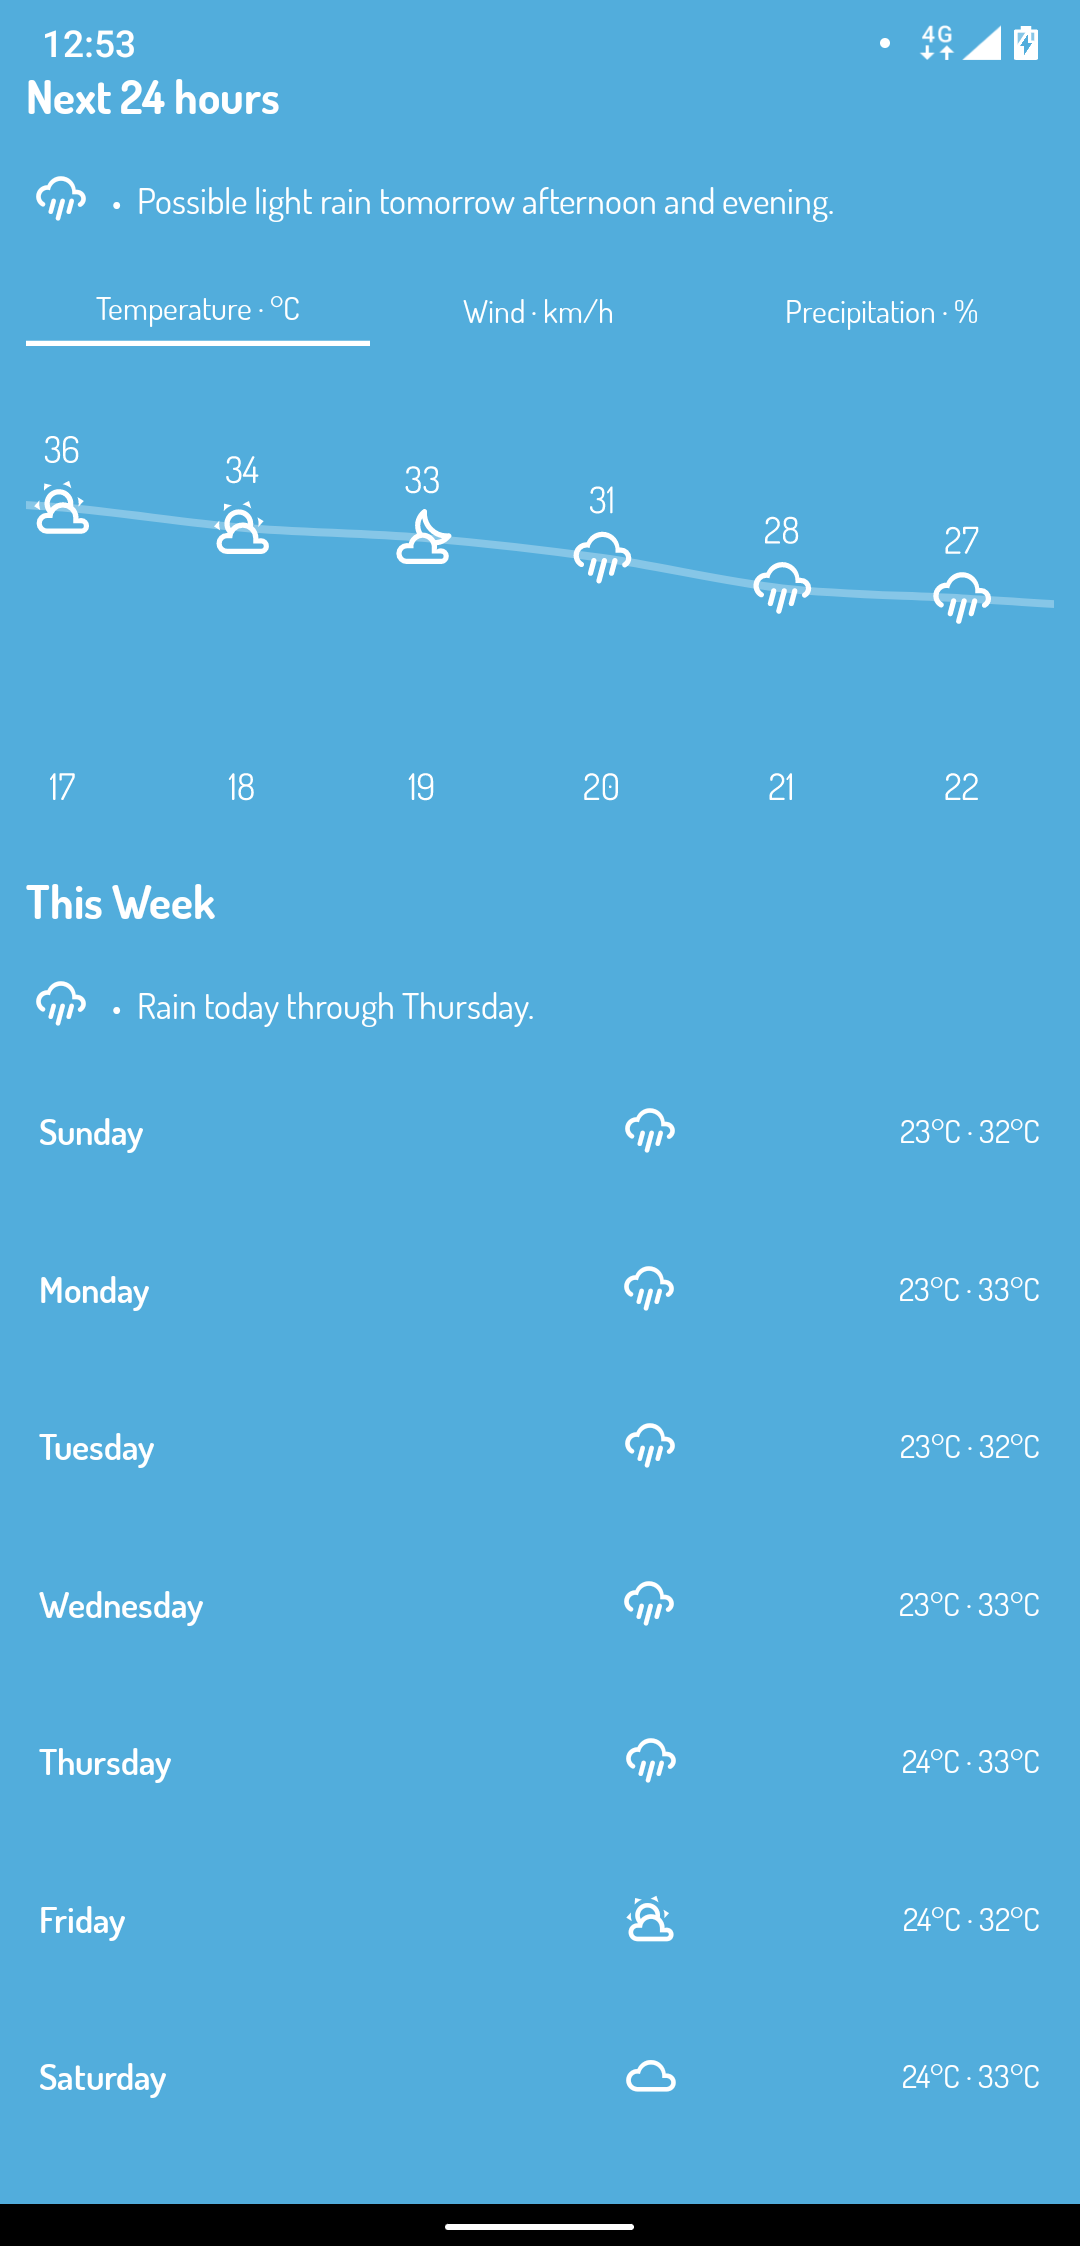 12:53
4G
Next 24 hours
• Possible light rain tomorrow afternoon and evening.
Temperature · °C Wind · km/h Precipitation · %
36 34 33 31 28 27
17 18 19 20 21 22
This Week
• Rain today through Thursday.
Sunday 23°C · 32°C
Monday 23°C · 33°C
Tuesday 23°C · 32°C
Wednesday 23°C · 33°C
Thursday 24°C · 33°C
Friday 24°C · 32°C
Saturday 24°C · 33°C